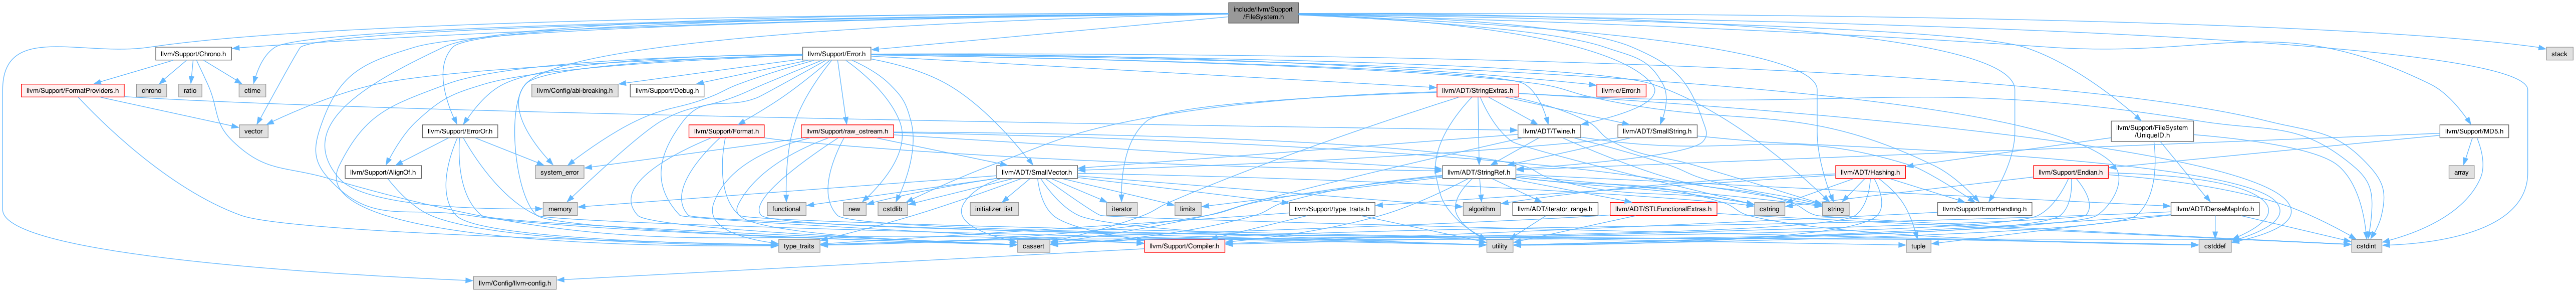 include/llvm/Support
/FileSystem.h
llvm/Support/Chrono.h
llvm/Support/Error.h
stack
llvm/Support/FormatProviders.h
chrono
ratio
ctime
llvm/Config/abi-breaking.h
llvm/Support/Debug.h
llvm/ADT/StringExtras.h
llvm-c/Error.h
vector
llvm/Support/ErrorOr.h
llvm/Support/Format.h
llvm/Support/raw_ostream.h
llvm/ADT/Twine.h
llvm/ADT/SmallString.h
llvm/Support/FileSystem
/UniqueID.h
llvm/Support/MD5.h
llvm/Support/AlignOf.h
system_error
llvm/ADT/SmallVector.h
llvm/ADT/StringRef.h
llvm/ADT/Hashing.h
llvm/Support/Endian.h
array
memory
functional
new
cstdlib
initializer_list
iterator
limits
llvm/Support/type_traits.h
algorithm
llvm/ADT/iterator_range.h
llvm/ADT/STLFunctionalExtras.h
cstring
string
llvm/Support/ErrorHandling.h
llvm/ADT/DenseMapInfo.h
type_traits
cassert
llvm/Support/Compiler.h
utility
tuple
cstddef
cstdint
llvm/Config/llvm-config.h